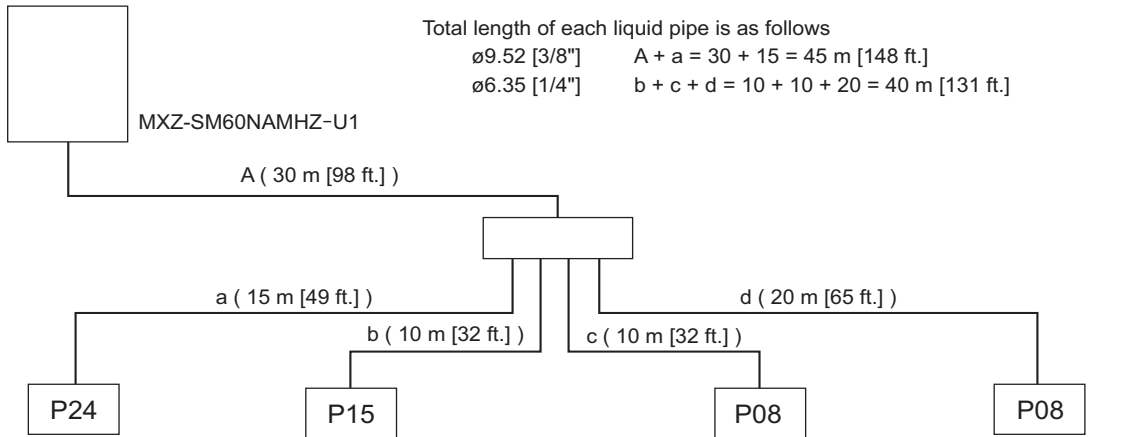 Total length of each liquid pipe is as follows
ø9.52 [3/8"] A + a = 30 + 15 = 45 m [148 ft.]
ø6.35 [1/4"] b + c + d = 10 + 10 + 20 = 40 m [131 ft.]
MXZ-SM60NAMHZ-U1
A ( 30 m [98 ft.] )
a ( 15 m [49 ft.] )
d ( 20 m [65 ft.] )
b ( 10 m [32 ft.] )
c ( 10 m [32 ft.] )
P24
P15
P08
P08